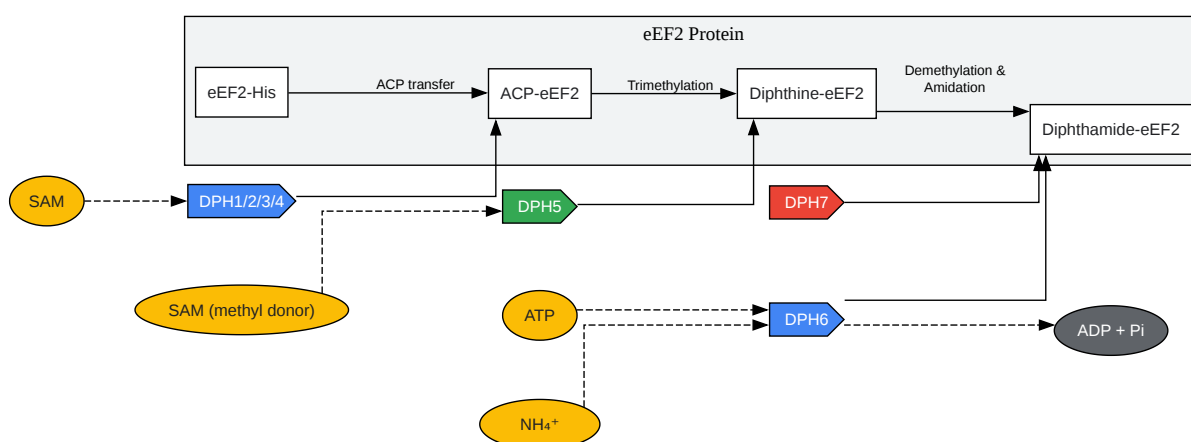 eEF2 Protein
eEF2-His
ACP transfer
ACP-eEF2
Trimethylation
Diphthine-eEF2
Demethylation &
Amidation
Diphthamide-eEF2
SAM
DPH1/2/3/4
DPH5
DPH7
SAM (methyl donor)
ATP
DPH6
ADP + Pi
NH₄⁺